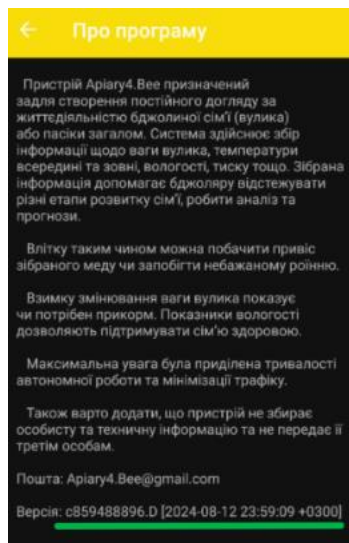 ← Про програму
Пристрій Apiary4.Bee призначений
задля створення постійного догляду за
життєдіяльністю бджолиної сім'ї (вулика)
або пасіки загалом. Система здійснює збір
інформації щодо ваги вулика, температури
всередині та зовні, вологості, тиску тощо. Зібрана
інформація допомагає бджоляру відстежувати
різні етапи розвитку сім'ї, робити аналіз та
прогнози.
Влітку таким чином можна побачити привіс
зібраного меду чи запобігти небажаному роїнню.
Взимку змінювання ваги вулика показує
чи потрібен прикорм. Показники вологості
дозволяють підтримувати сім'ю здоровою.
Максимальна увага була приділена тривалості
автономної роботи та мінімізації трафіку.
Також варто додати, що пристрій не збирає
особисту та техничну інформацію та не передає її
третім особам.
Пошта: Apiary4.Bee@gmail.com
Версія: c859488896.D [2024-08-12 23:59:09 +0300]